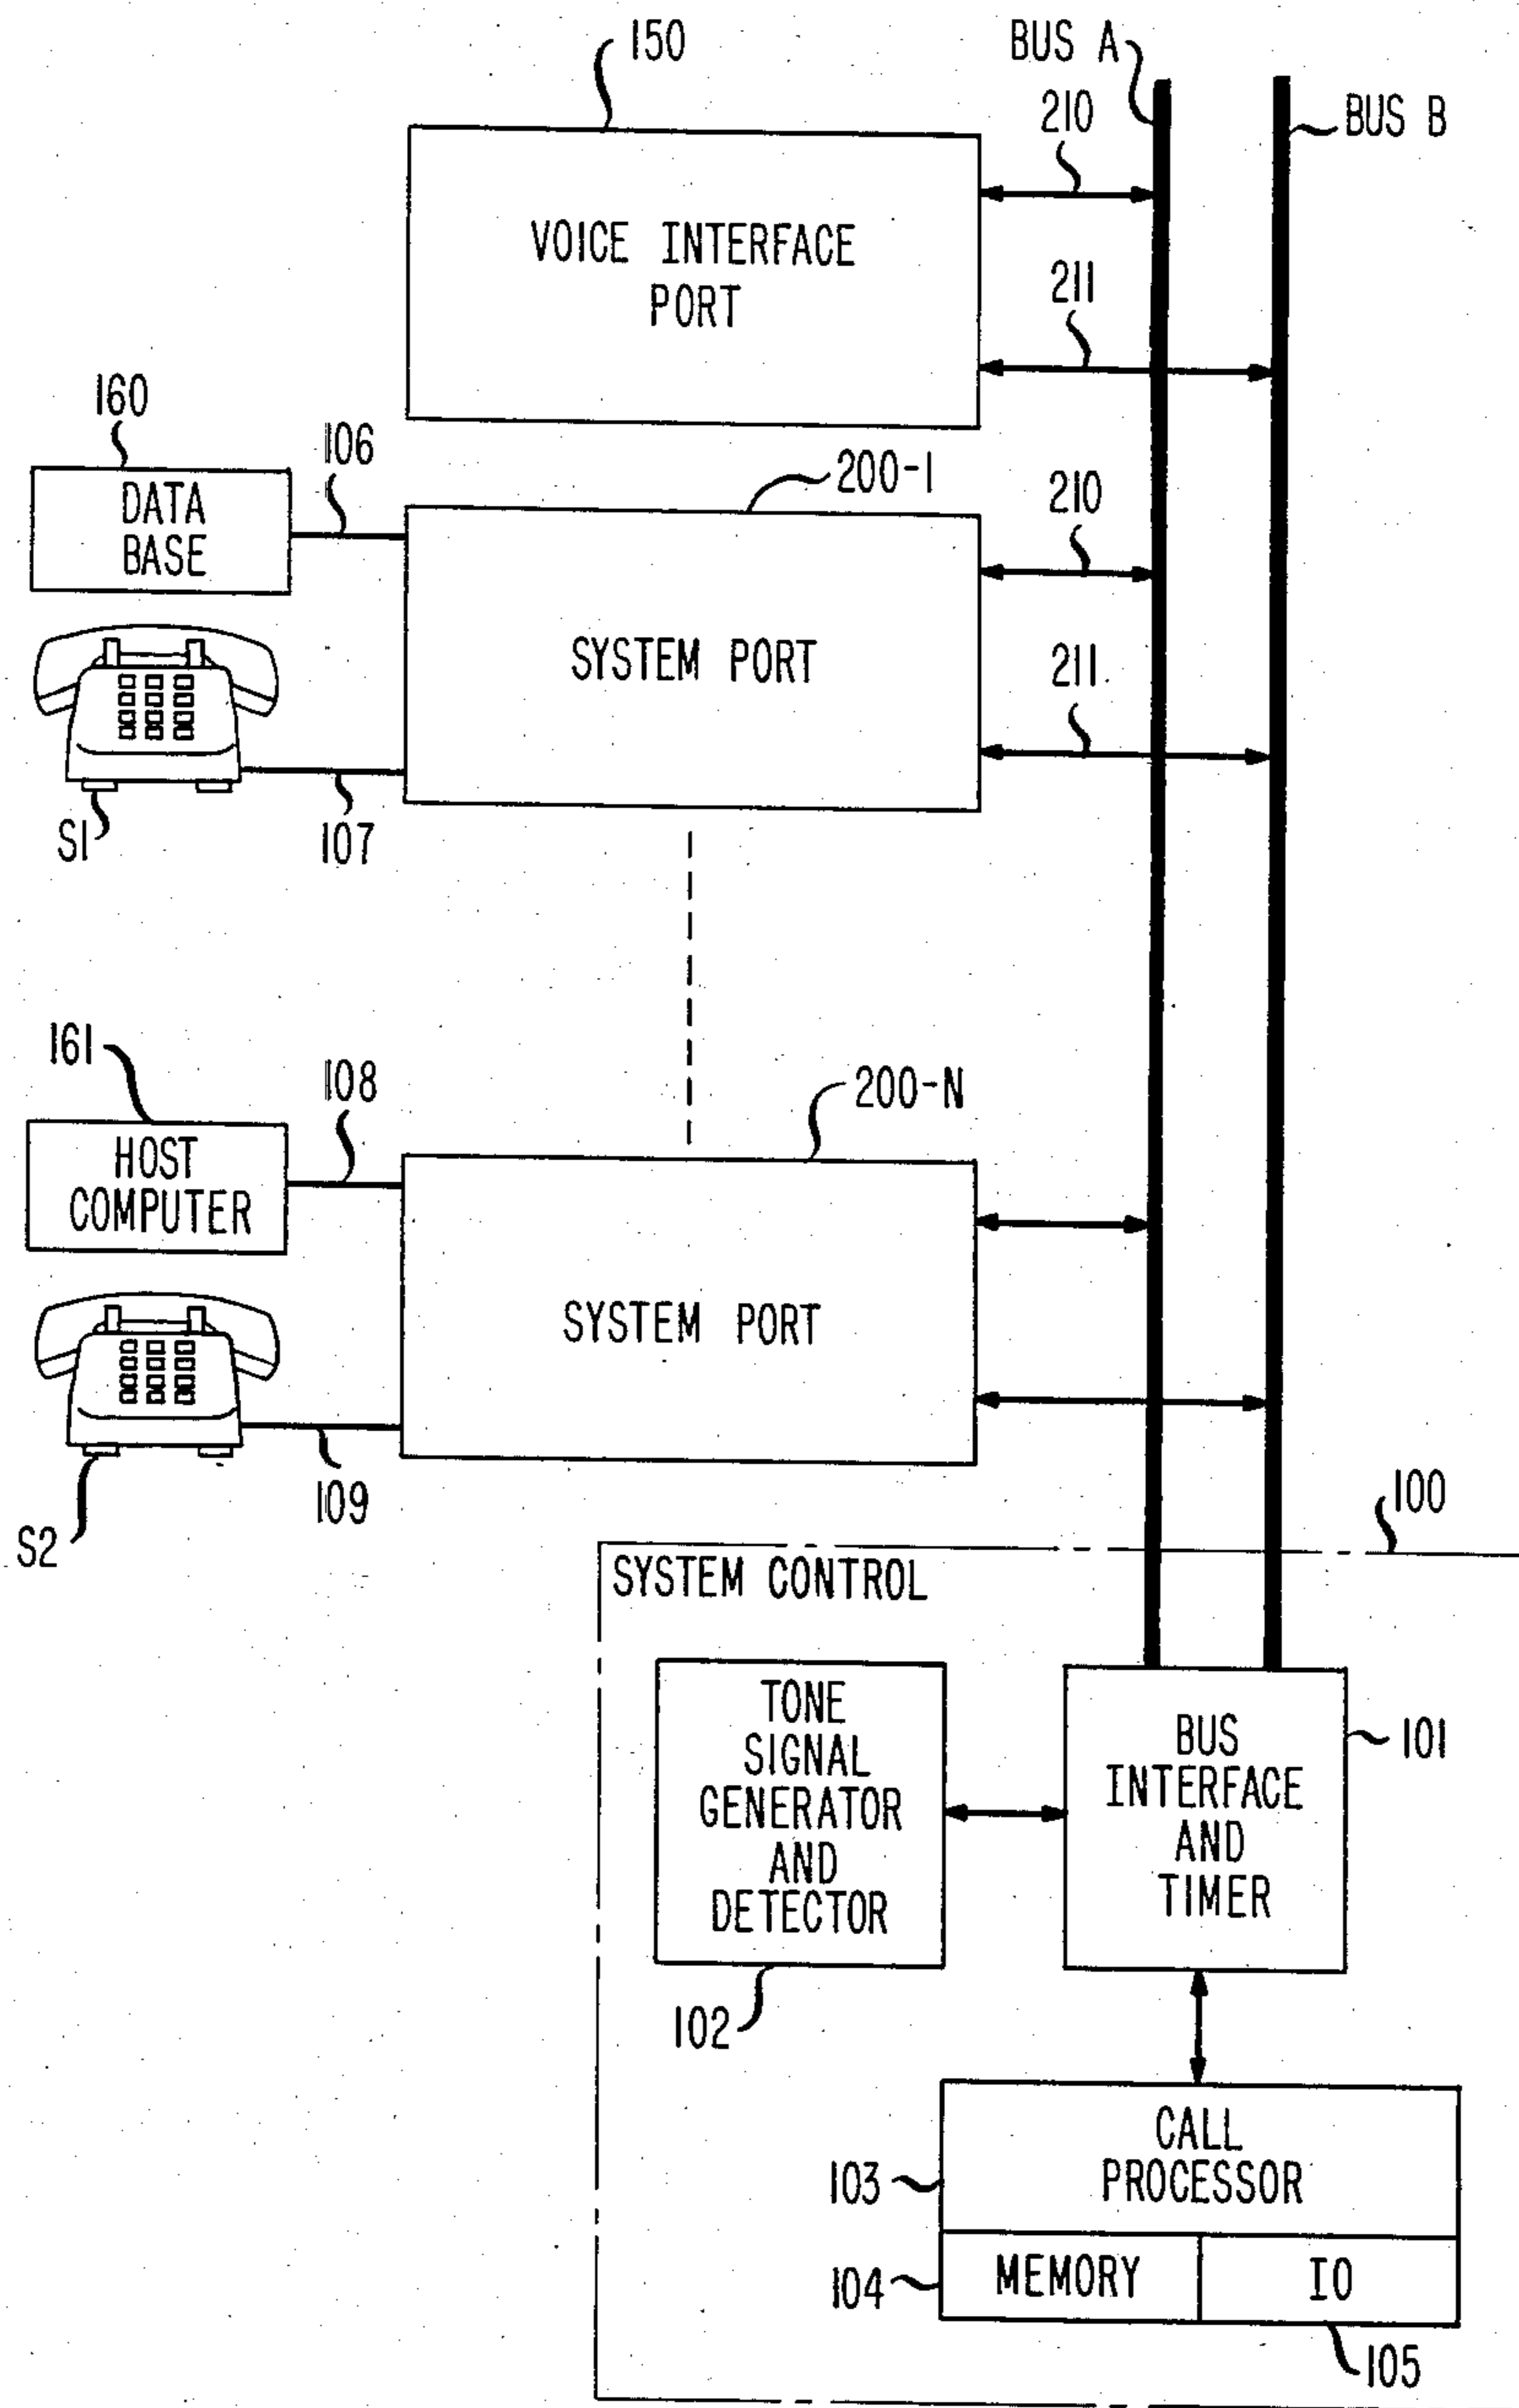 150
BUS A
BUS B
210
VOICE INTERFACE
PORT
211
160
106
200-1
210
DATA
BASE
SYSTEM PORT
211
S1
107
161
108
200-N
HOST
COMPUTER
SYSTEM PORT
109
S2
100
SYSTEM CONTROL
TONE
SIGNAL
GENERATOR
AND
DETECTOR
BUS
INTERFACE
AND
TIMER
101
102
CALL
PROCESSOR
103
MEMORY
IO
104
105